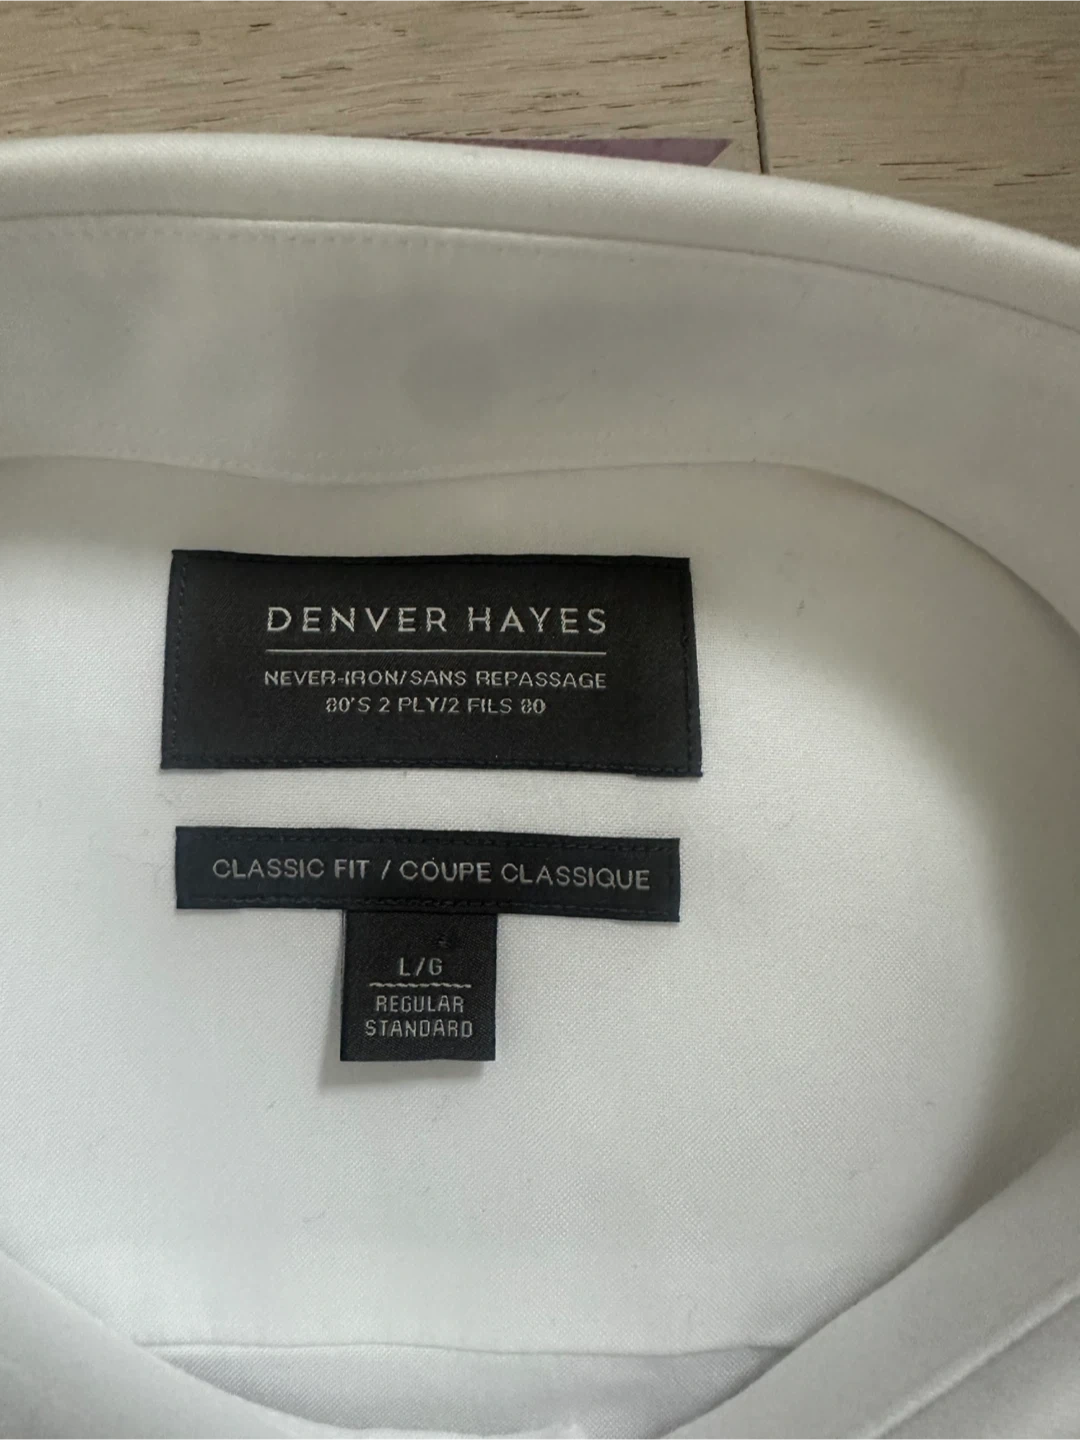 DENVER HAYES
NEVER-IRON/SANS REPASSAGE
80'S 2 PLY/2 FILS 80
CLASSIC FIT / COUPE CLASSIQUE
L/G
REGULAR
STANDARD